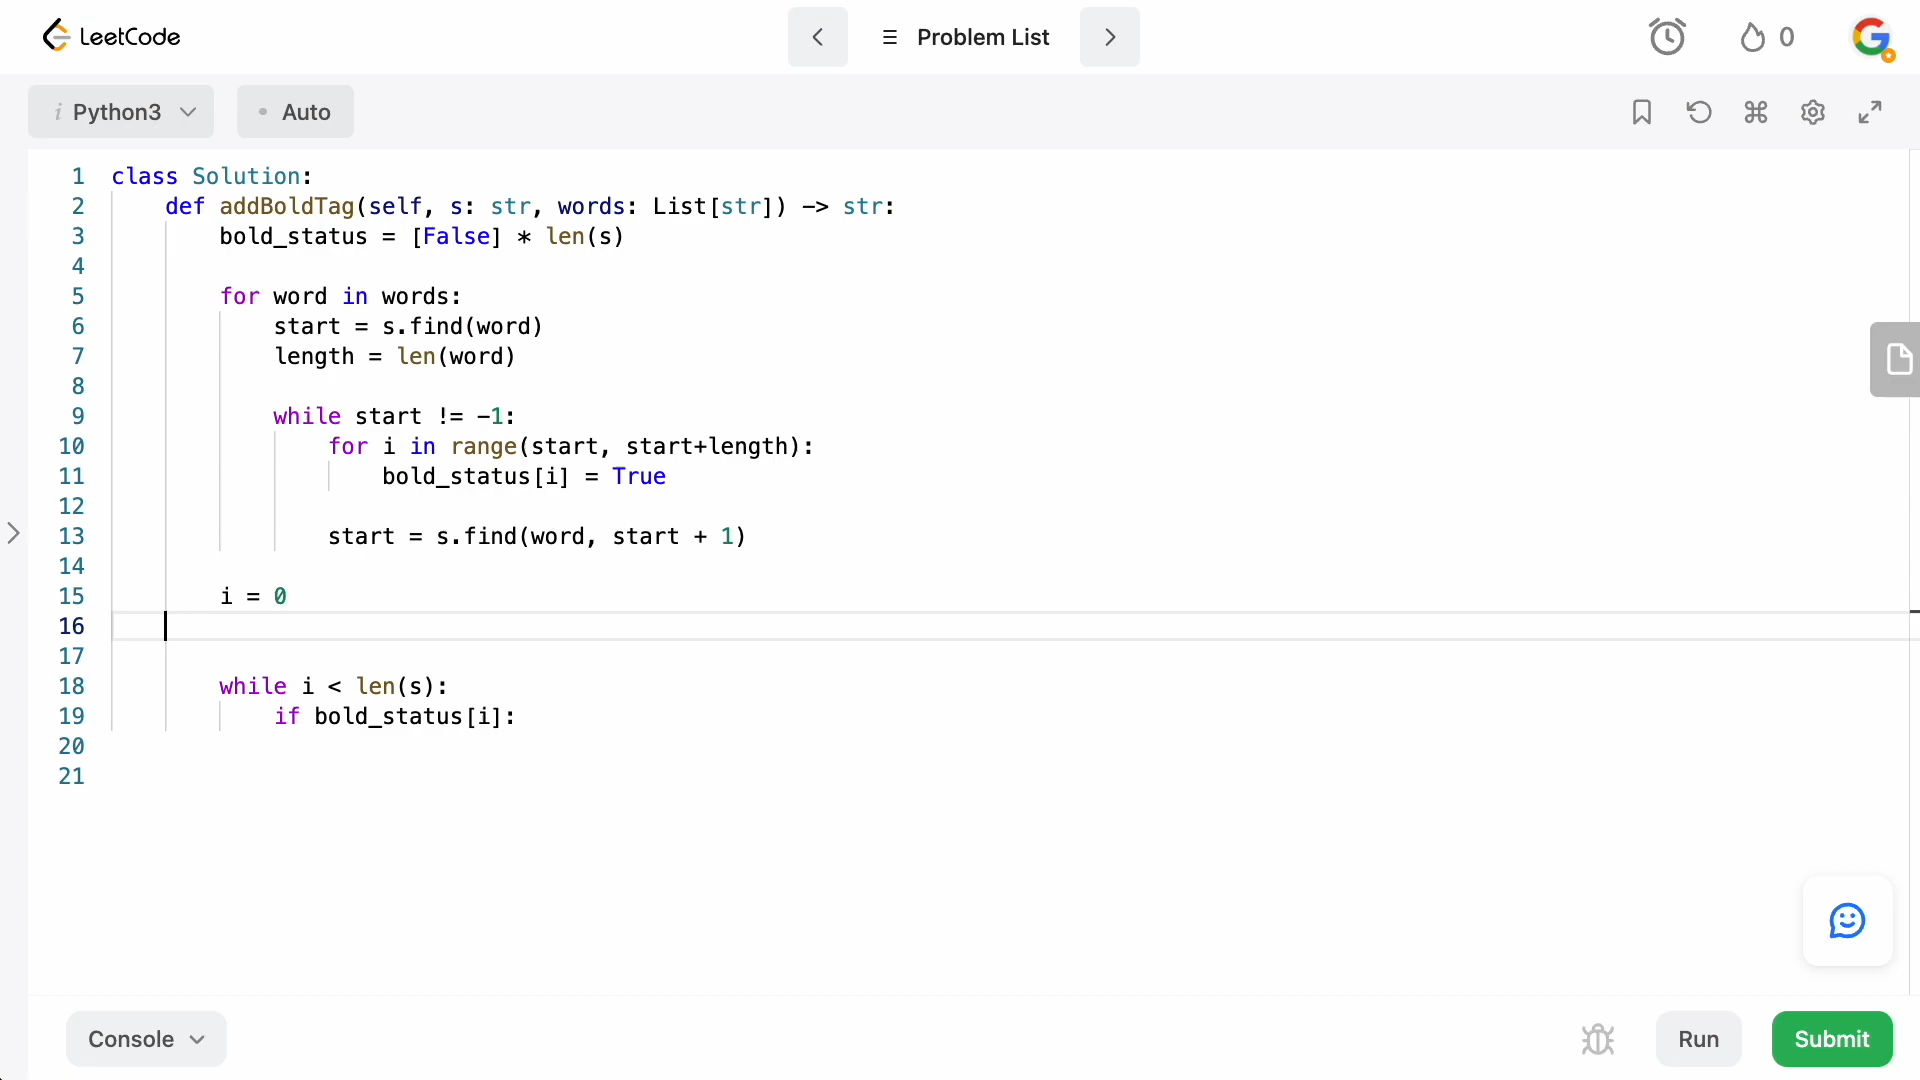 LeetCode
Problem List
0
i Python3
Auto
1 class Solution:
2 def addBoldTag(self, s: str, words: List[str]) -> str:
3 bold_status = [False] * len(s)
4
5 for word in words:
6 start = s.find(word)
7 length = len(word)
8
9 while start != -1:
10 for i in range(start, start+length):
11 bold_status[i] = True
12
13 start = s.find(word, start + 1)
14
15 i = 0
16
17
18 while i < len(s):
19 if bold_status[i]:
20
21
Console
Run
Submit